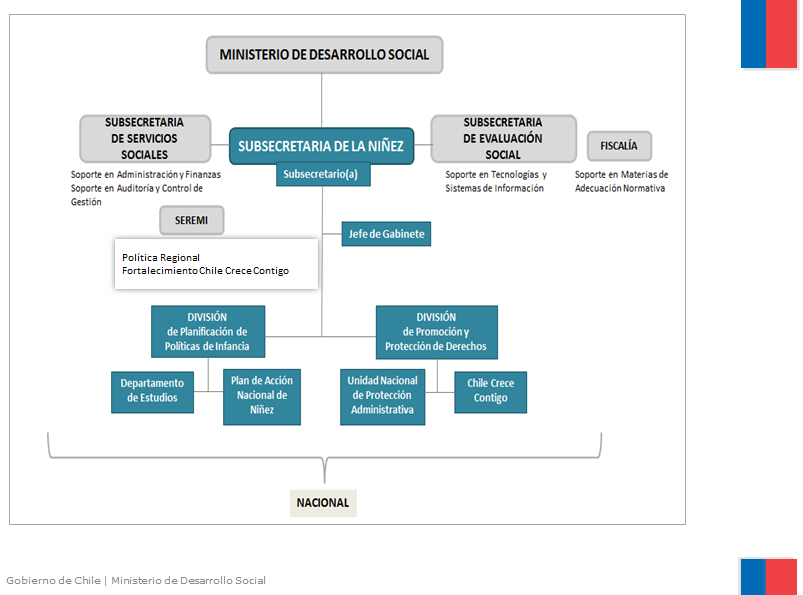 MINISTERIO DE DESARROLLO SOCIAL
SUBSECRETARIA
DE SERVICIOS
SOCIALES
SUBSECRETARIA DE LA NIÑEZ
Subsecretario(a)
SUBSECRETARIA
DE EVALUACIÓN
SOCIAL
FISCALÍA
Soporte en Administración y Finanzas
Soporte en Auditoría y Control de
Gestión
Soporte en Tecnologías y
Sistemas de Información
Soporte en Materias de
Adecuación Normativa
SEREMI
Política Regional
Fortalecimiento Chile Crece Contigo
Jefe de Gabinete
DIVISIÓN
de Planificación de
Políticas de Infancia
DIVISIÓN
de Promoción y
Protección de Derechos
Departamento
de Estudios
Plan de Acción
Nacional de
Niñez
Unidad Nacional
de Protección
Administrativa
Chile Crece
Contigo
NACIONAL
Gobierno de Chile | Ministerio de Desarrollo Social